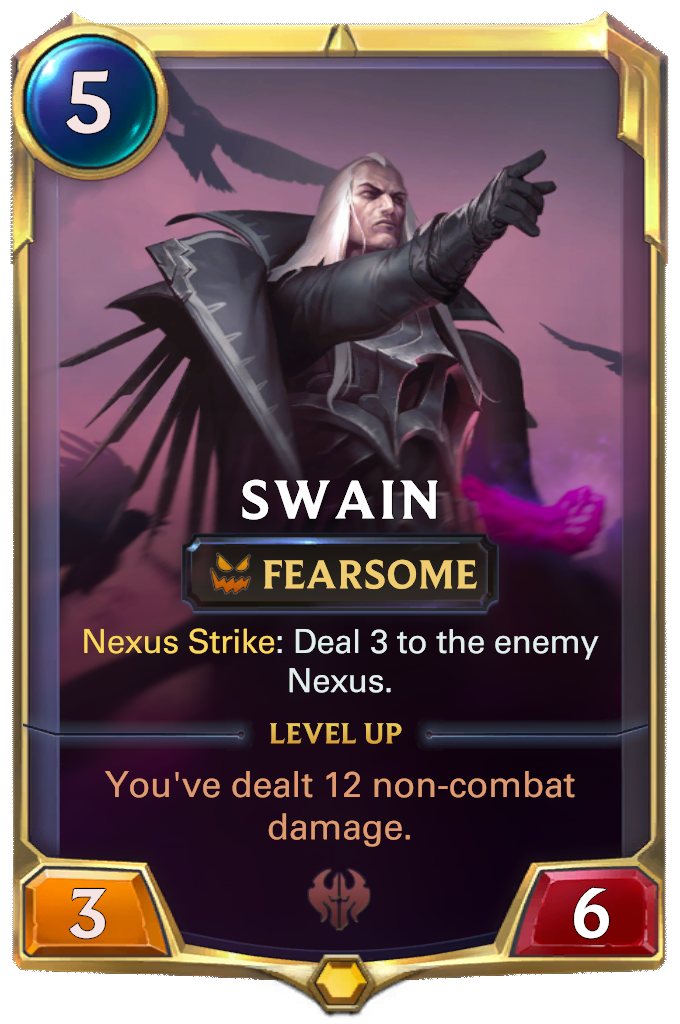 5
SWAIN
FEARSOME
Nexus Strike: Deal 3 to the enemy
Nexus.
LEVEL UP
You've dealt 12 non-combat
damage.
3
6